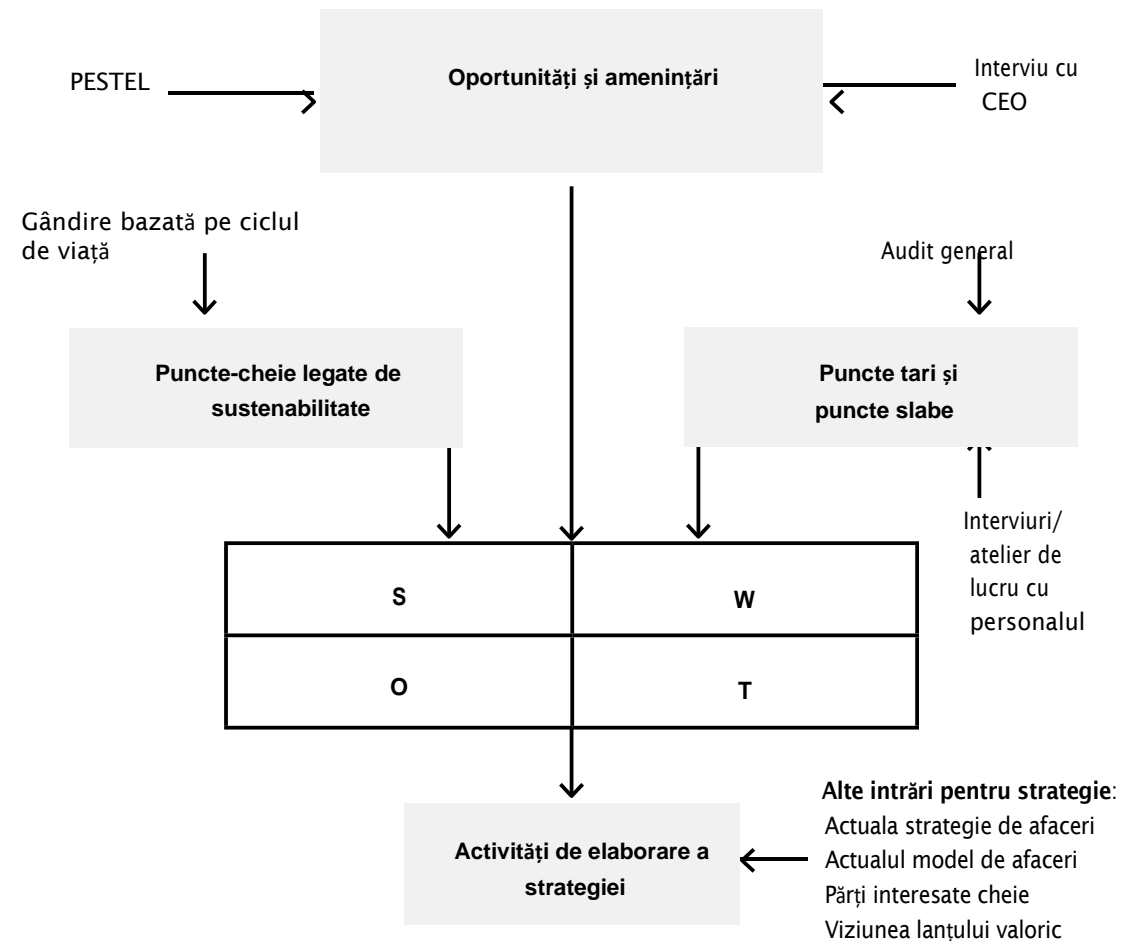 PESTEL
Oportunități și amenințări
Interviu cu
CEO
Gândire bazată pe ciclul
de viață
Audit general
Puncte-cheie legate de
sustenabilitate
Puncte tari și
puncte slabe
Interviuri/
atelier de
lucru cu
personalul
S
W
O
T
Activități de elaborare a
strategiei
Alte intrări pentru strategie:
Actuala strategie de afaceri
Actualul model de afaceri
Părți interesate cheie
Viziunea lanțului valoric